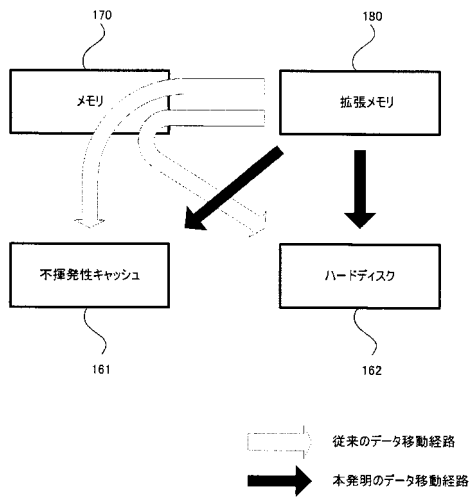 170
180
メモリ
拡張メモリ
不揮発性キャッシュ
ハードディスク
161
162
従来のデータ移動経路
本発明のデータ移動経路